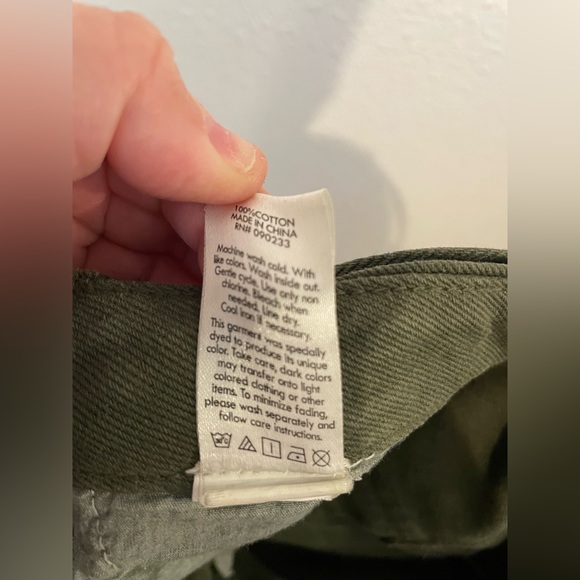 100%COTTON
MADE IN CHINA
RN# 090233
Machine wash cold. With
like colors. Wash inside out.
Gentle cycle. Use only non
chlorine. Bleach when
needed. Line dry.
Cool iron if necessary.
This garment was specially
dyed to produce its unique
color. Take care, dark colors
may transfer onto light
colored clothing or other
items. To minimize fading,
please wash separately and
follow care instructions.